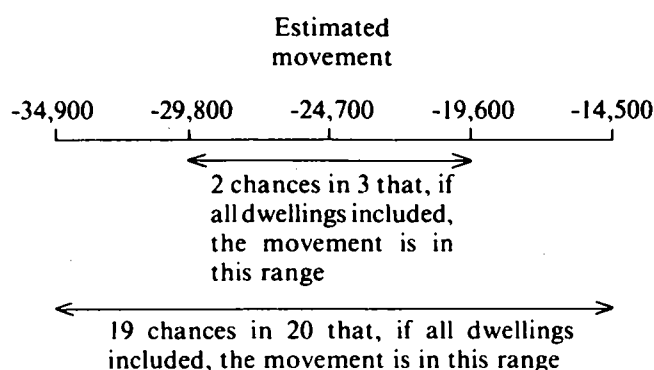 Estimated
movement
-34,900 -29,800 -24,700 -19,600 -14,500
2 chances in 3 that, if
all dwellings included,
the movement is in
this range
19 chances in 20 that, if all dwellings
included, the movement is in this range